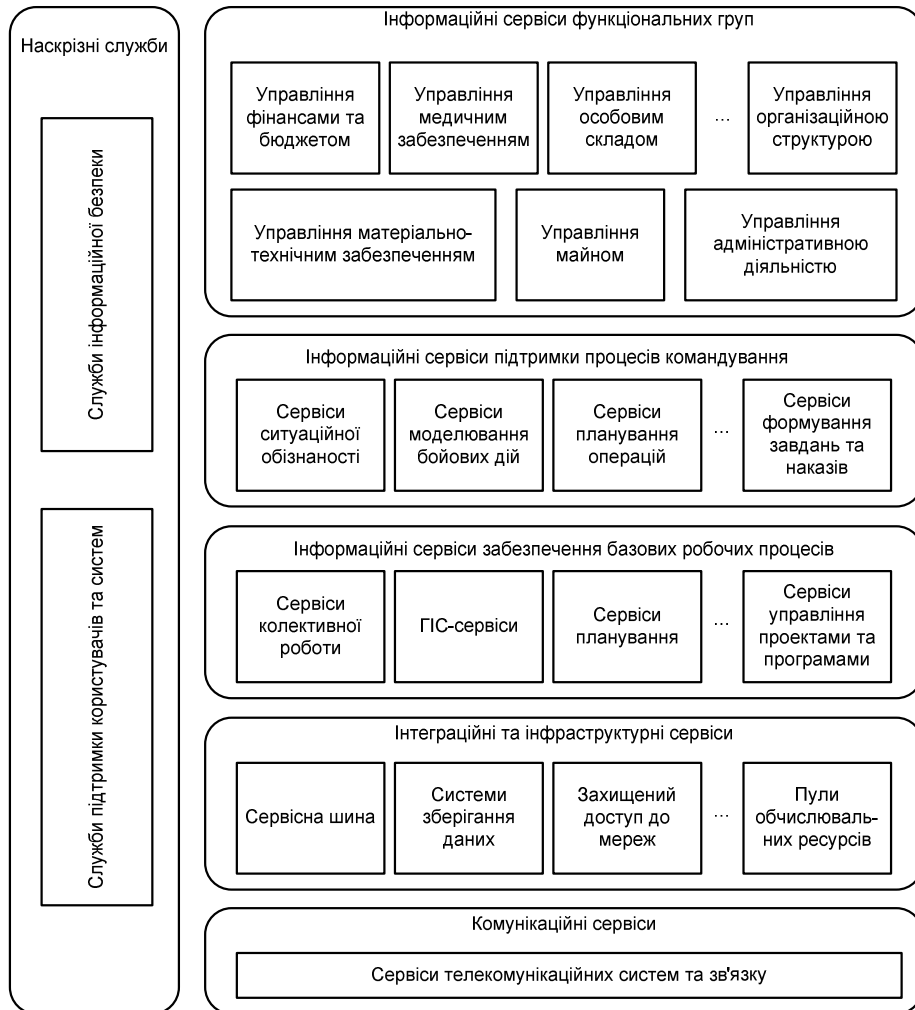 Наскрізні служби
Служби інформаційної безпеки
Служби підтримки користувачів та систем
Інформаційні сервіси функціональних груп
Управління
фінансами та
бюджетом
Управління
медичним
забезпеченням
Управління
особовим
складом
...
Управління
організаційною
структурою
Управління матеріально-
технічним забезпеченням
Управління
майном
Управління
адміністративною
діяльністю
Інформаційні сервіси підтримки процесів командування
Сервіси
ситуаційної
обізнаності
Сервіси
моделювання
бойових дій
Сервіси
планування
операцій
...
Сервіси
формування
завдань та
наказів
Інформаційні сервіси забезпечення базових робочих процесів
Сервіси
колективної
роботи
ГІС-сервіси
Сервіси
планування
...
Сервіси
управління
проектами та
програмами
Інтеграційні та інфраструктурні сервіси
Сервісна шина
Системи
зберігання
даних
Захищений
доступ до
мереж
...
Пули
обчислюваль-
них ресурсів
Комунікаційні сервіси
Сервіси телекомунікаційних систем та зв'язку